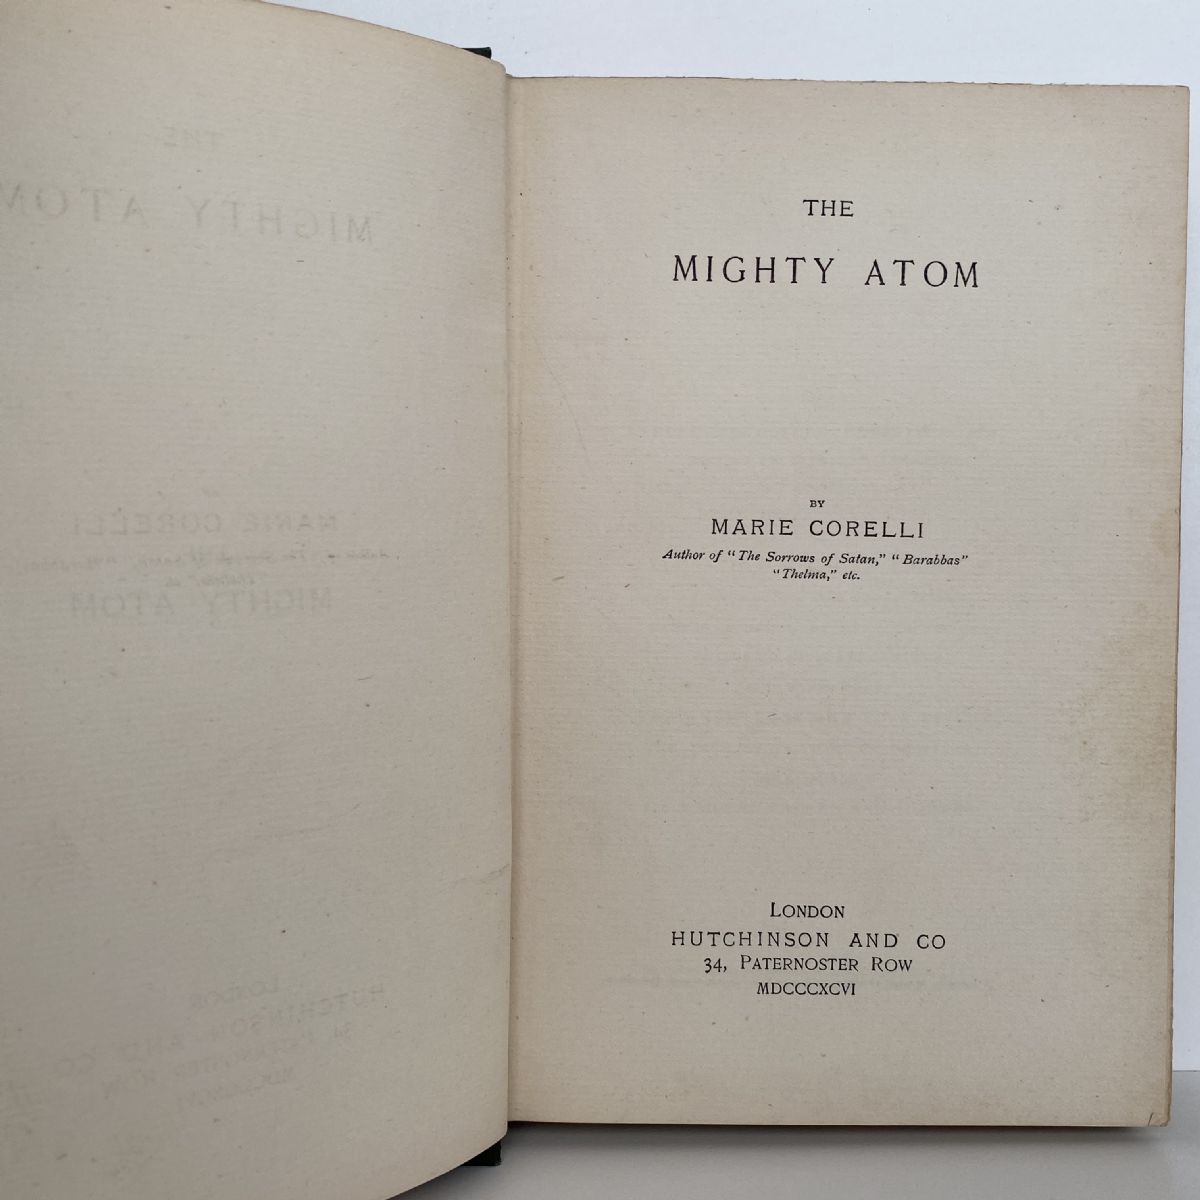 THE
MIGHTY ATOM
BY
MARIE CORELLI
Author of "The Sorrows of Satan," "Barabbas"
"Thelma," etc.
LONDON
HUTCHINSON AND CO
34, PATERNOSTER ROW
MDCCCXCVI